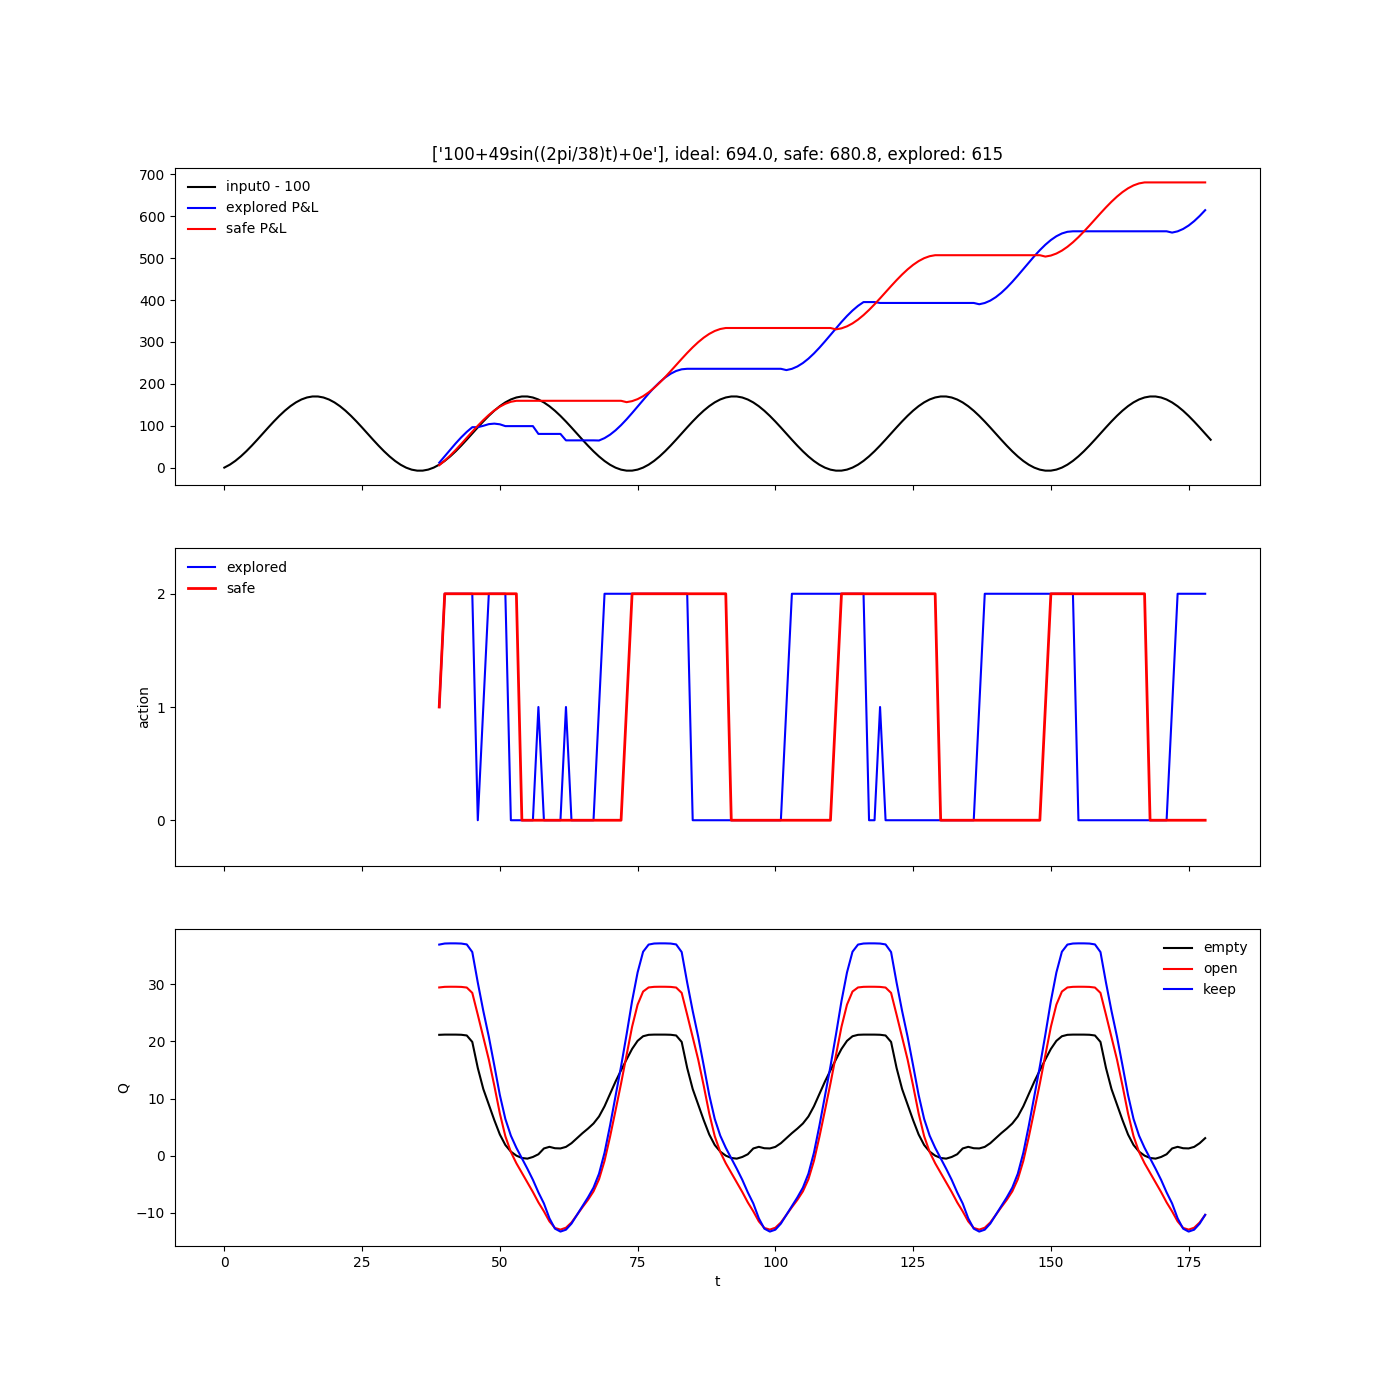 ['100+49sin((2pi/38)t)+0e'], ideal: 694.0, safe: 680.8, explored: 615
700
600
500
400
300
200
100
0
input0 - 100
explored P&L
safe P&L
2
1
0
action
explored
safe
30
20
10
0
−10
Q
empty
open
keep
0 25 50 75 100 125 150 175
t